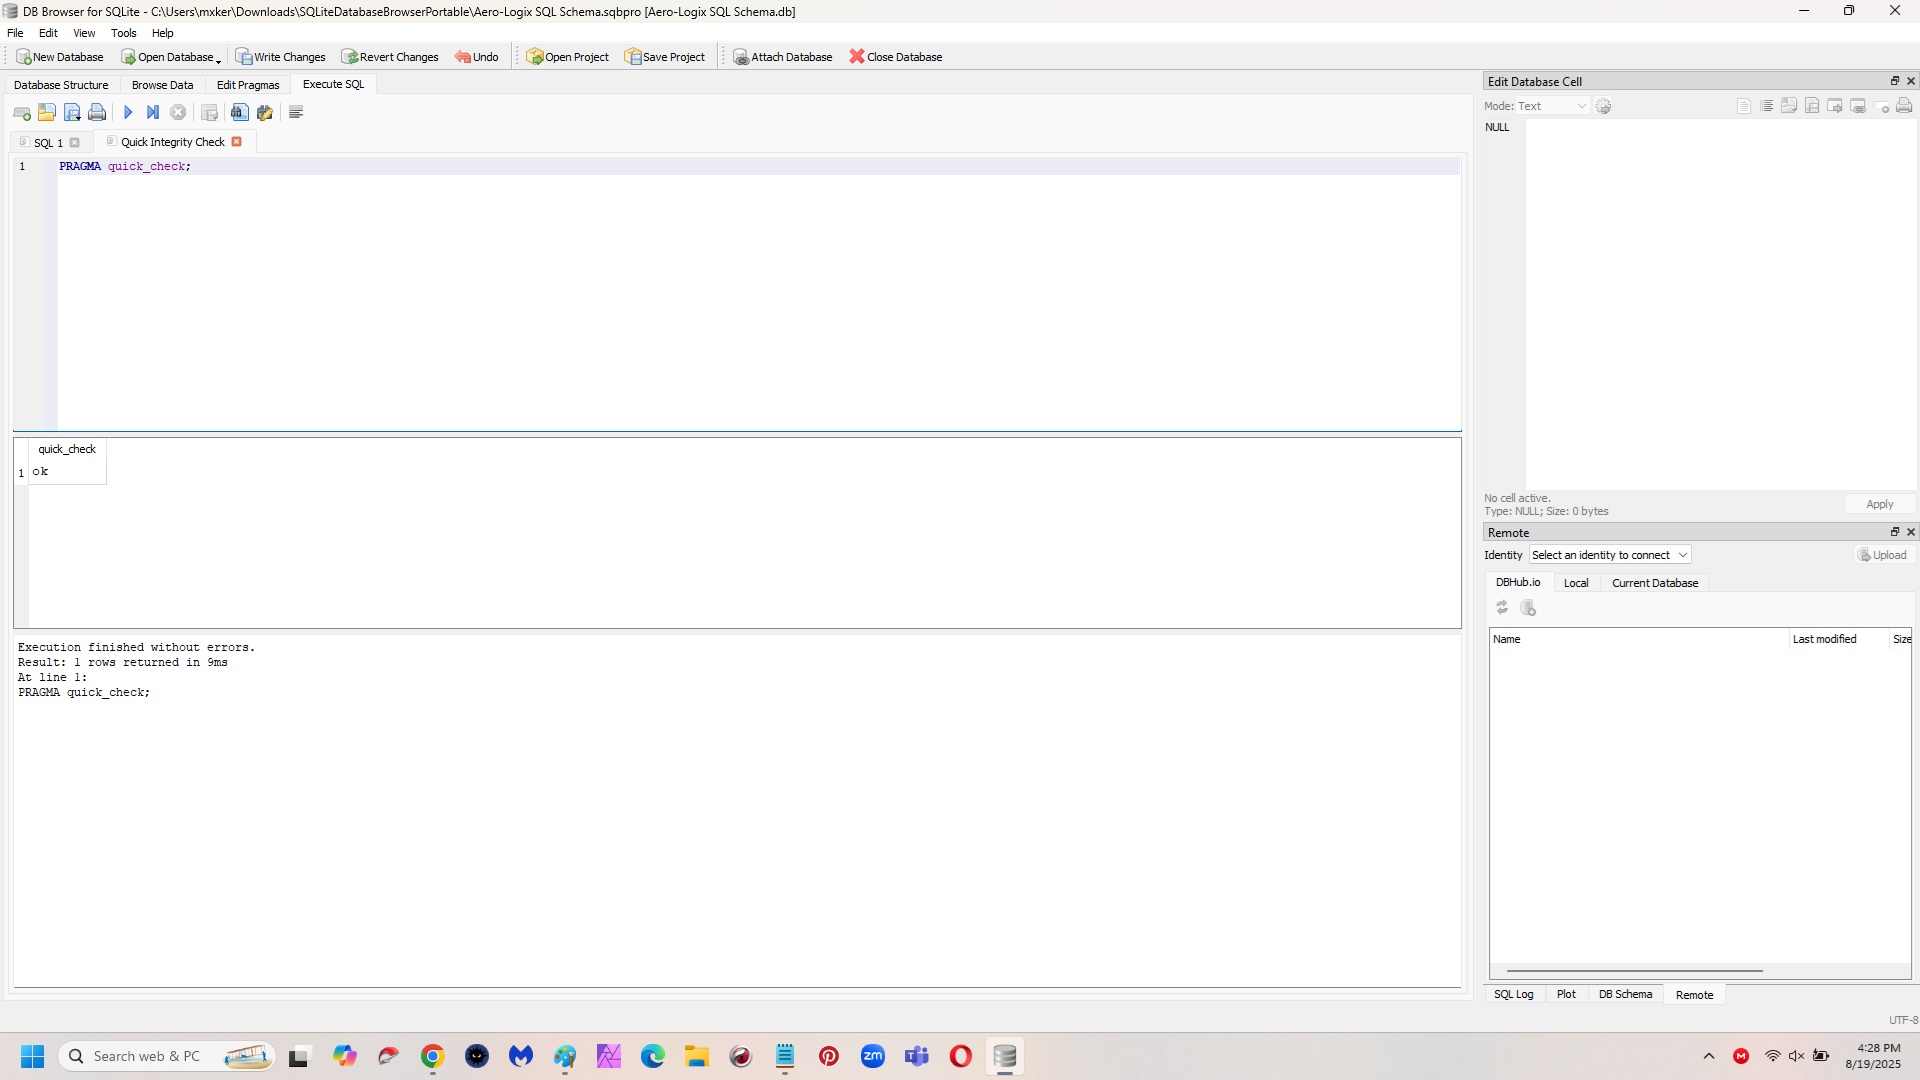 DB Browser for SQLite - C:\Users\mxker\Downloads\SQLiteDatabaseBrowserPortable\Aero-Logix SQL Schema.sqbpro [Aero-Logix SQL Schema.db]
File Edit View Tools Help
New Database Open Database Write Changes Revert Changes Undo Open Project Save Project Attach Database Close Database
Database Structure Browse Data Edit Pragmas Execute SQL
SQL 1 Quick Integrity Check
1 PRAGMA quick_check;
quick_check
1 ok
Execution finished without errors.
Result: 1 rows returned in 9ms
At line 1:
PRAGMA quick_check;
Edit Database Cell
Mode: Text
NULL
No cell active.
Type: NULL; Size: 0 bytes
Apply
Remote
Identity Select an identity to connect Upload
DBHub.io Local Current Database
Name Last modified Size
SQL Log Plot DB Schema Remote
UTF-8
Search web & PC
zm
4:28 PM
8/19/2025